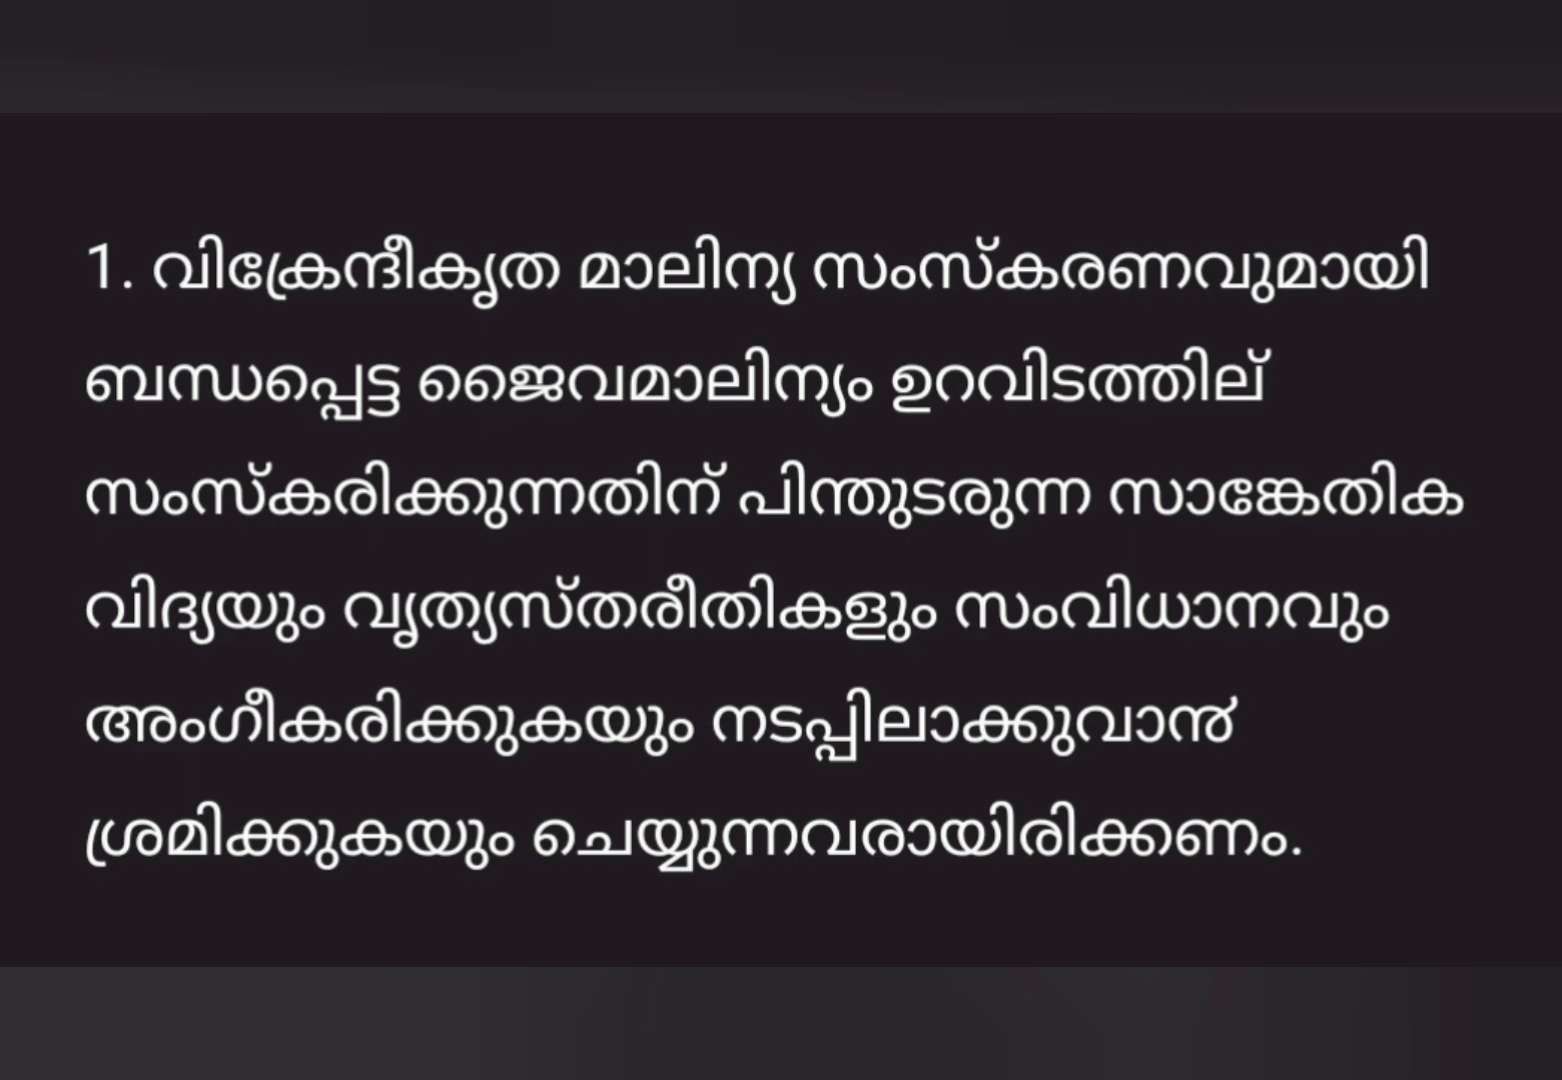 1. വിക്രേന്ദീകൃത മാലിന്യ സംസ്കരണവുമായി
ബന്ധപ്പെട്ട ജൈവമാലിന്യം ഉറവിടത്തില്
സംസ്കരിക്കുന്നതിന് പിന്തുടരുന്ന സാങ്കേതിക
വിദ്യയും വൃത്യസ്തരീതികളും സംവിധാനവും
അംഗീകരിക്കുകയും നടപ്പിലാക്കുവാൻ
ശ്രമിക്കുകയും ചെയ്യുന്നവരായിരിക്കണം.